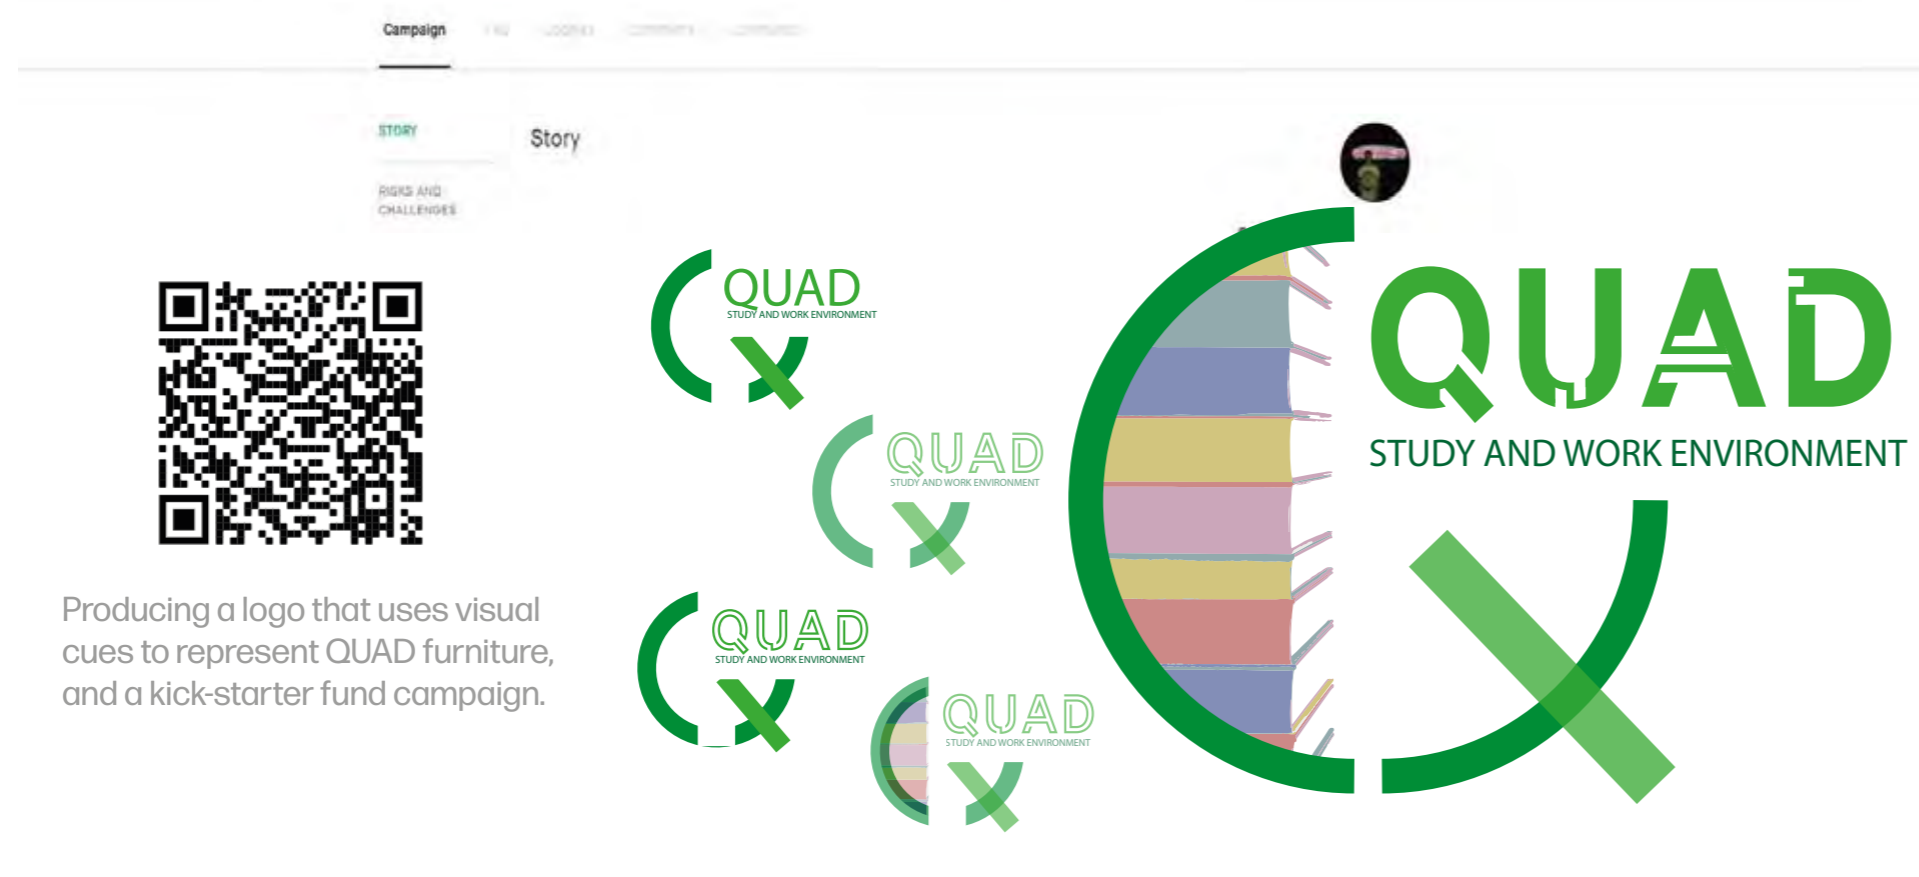 Campaign
STORY
Story
RISKS AND
CHALLENGES
QUAD
STUDY AND WORK ENVIRONMENT
QUAD
STUDY AND WORK ENVIRONMENT
QUAD
STUDY AND WORK ENVIRONMENT
QUAD
STUDY AND WORK ENVIRONMENT
QUAD
STUDY AND WORK ENVIRONMENT
Producing a logo that uses visual
cues to represent QUAD furniture,
and a kick-starter fund campaign.